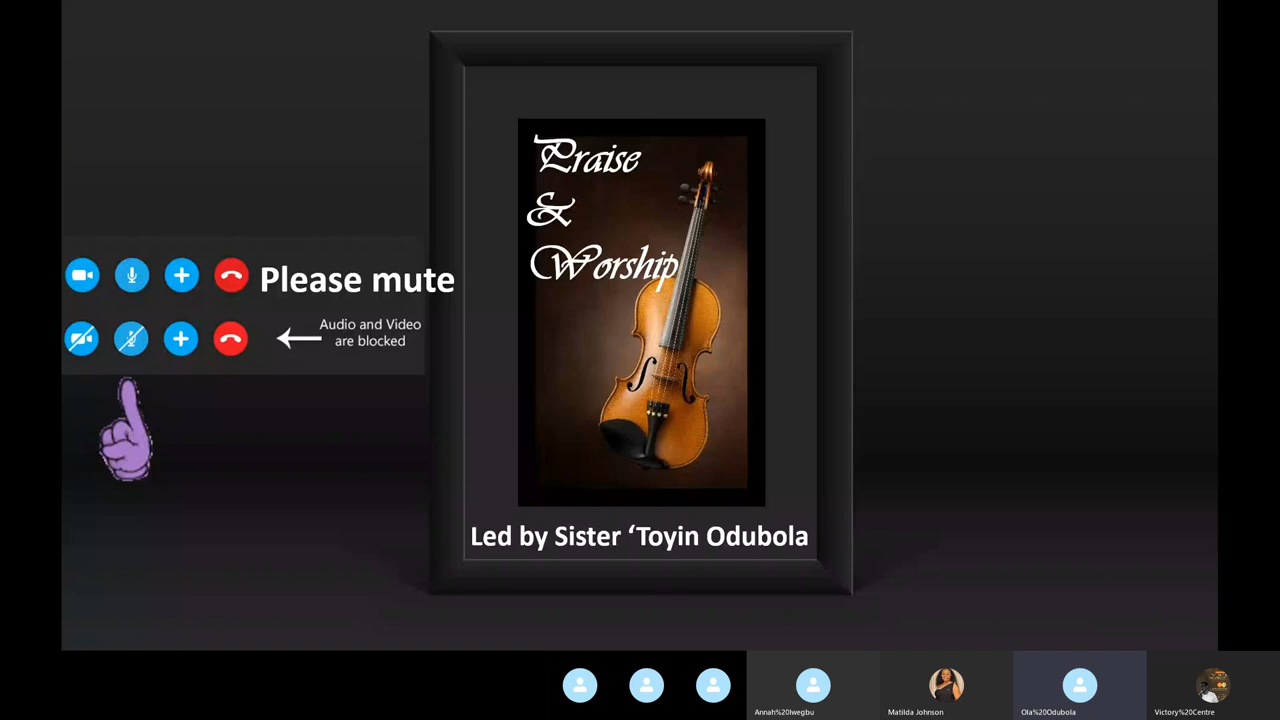 Praise
&
Worship
Please mute
Audio and Video
are blocked
Led by Sister ‘Toyin Odubola
Annah%20Iwegbu
Matilda Johnson
Ola%20Odubola
Victory%20Centre